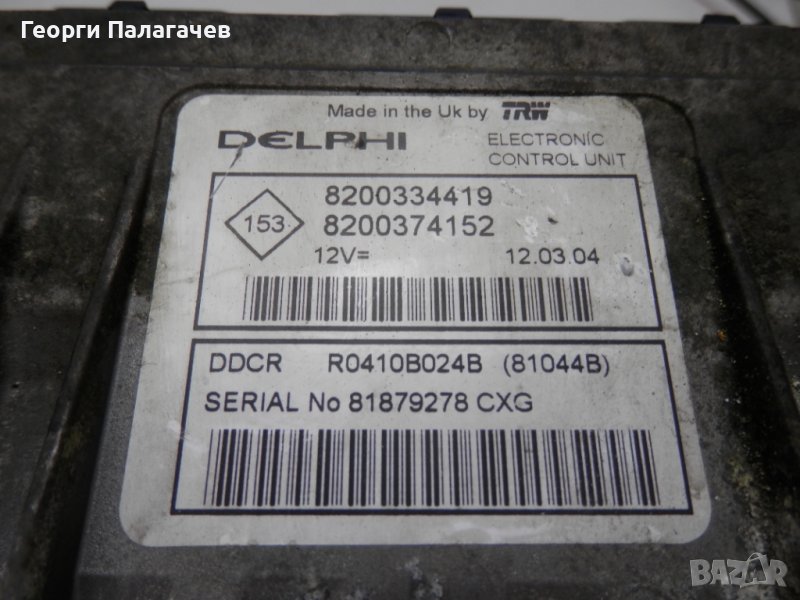 Георги Палагачев
Made in the Uk by TRW
DELPHI ELECTRONIC
CONTROL UNIT
8200334419
153 8200374152
12V= 12.03.04
DDCR R0410B024B (81044B)
SERIAL No 81879278 CXG
BAZAR